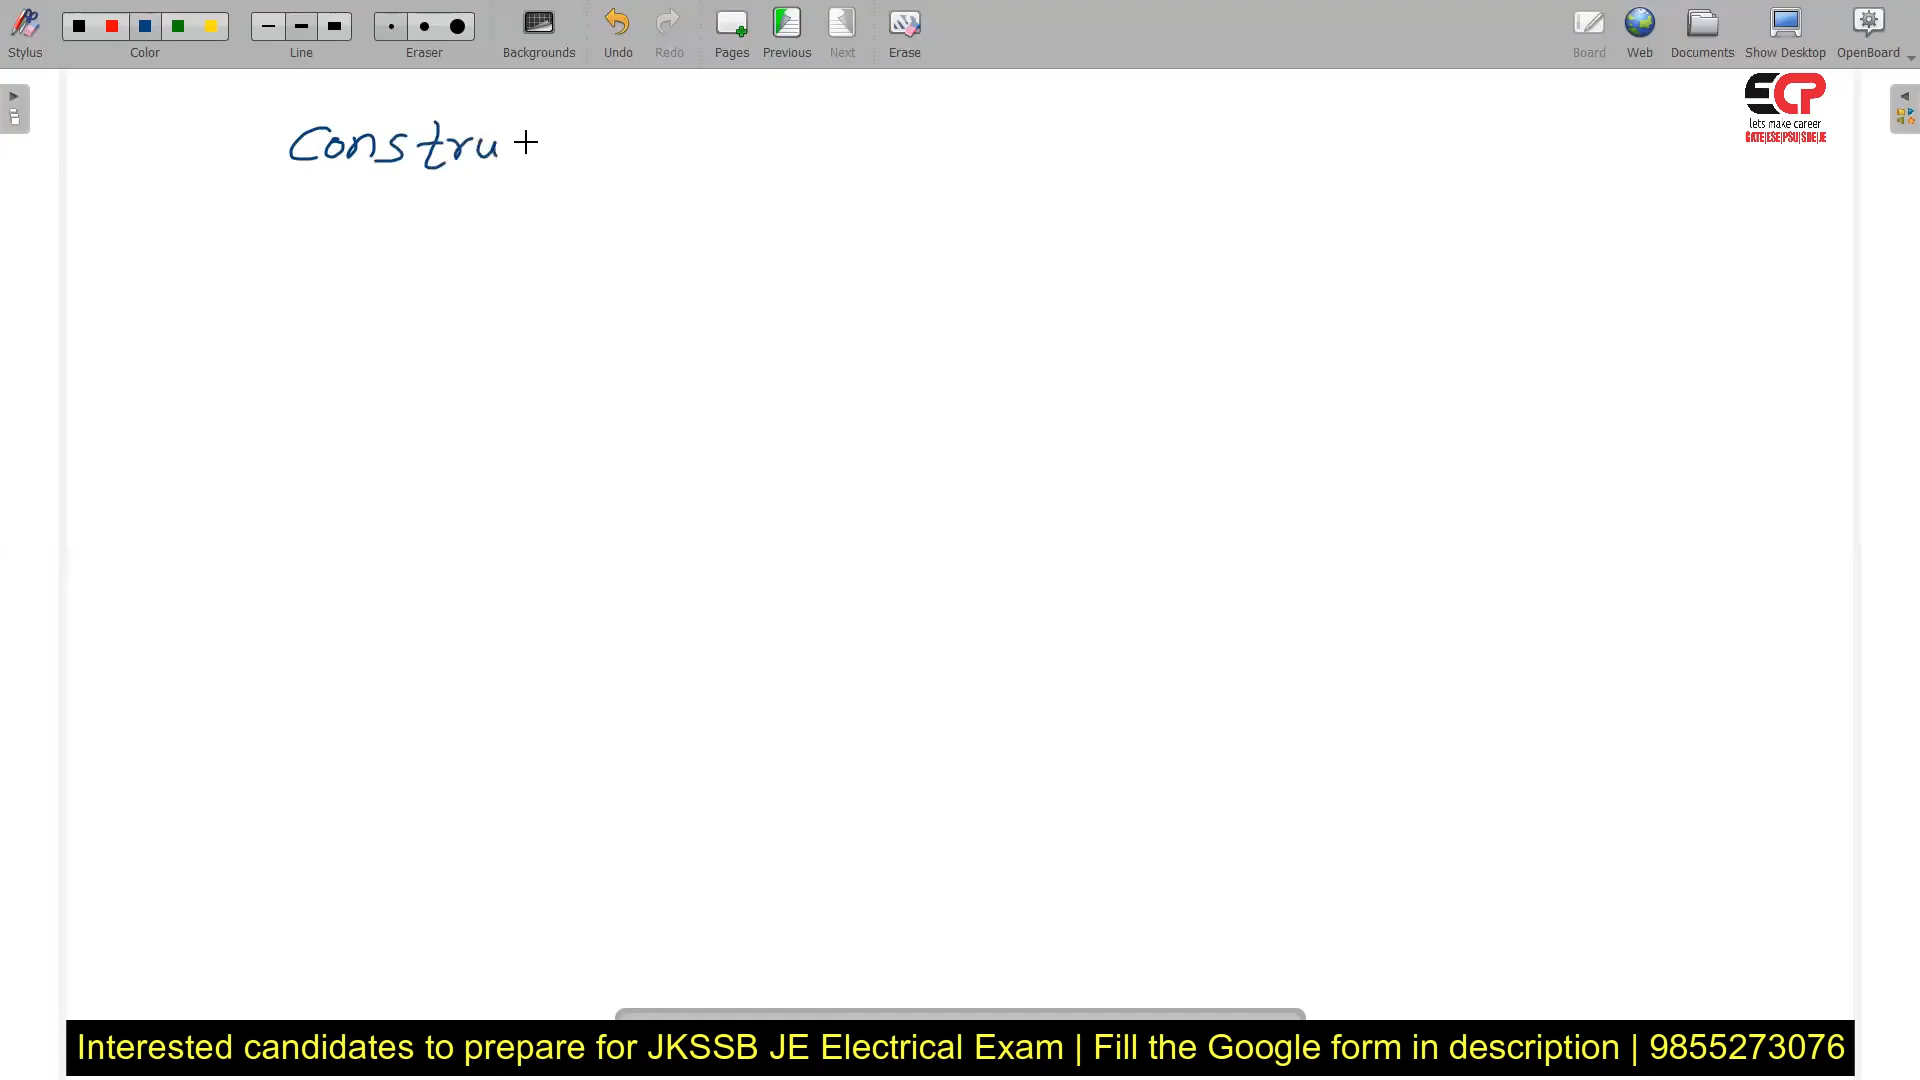 Stylus Color Line Eraser Backgrounds Undo Redo Pages Previous Next Erase Board Web Documents Show Desktop OpenBoard
ECP
lets make career
GATE|ESE|PSU|SDE|JE
Constru
Interested candidates to prepare for JKSSB JE Electrical Exam | Fill the Google form in description | 9855273076